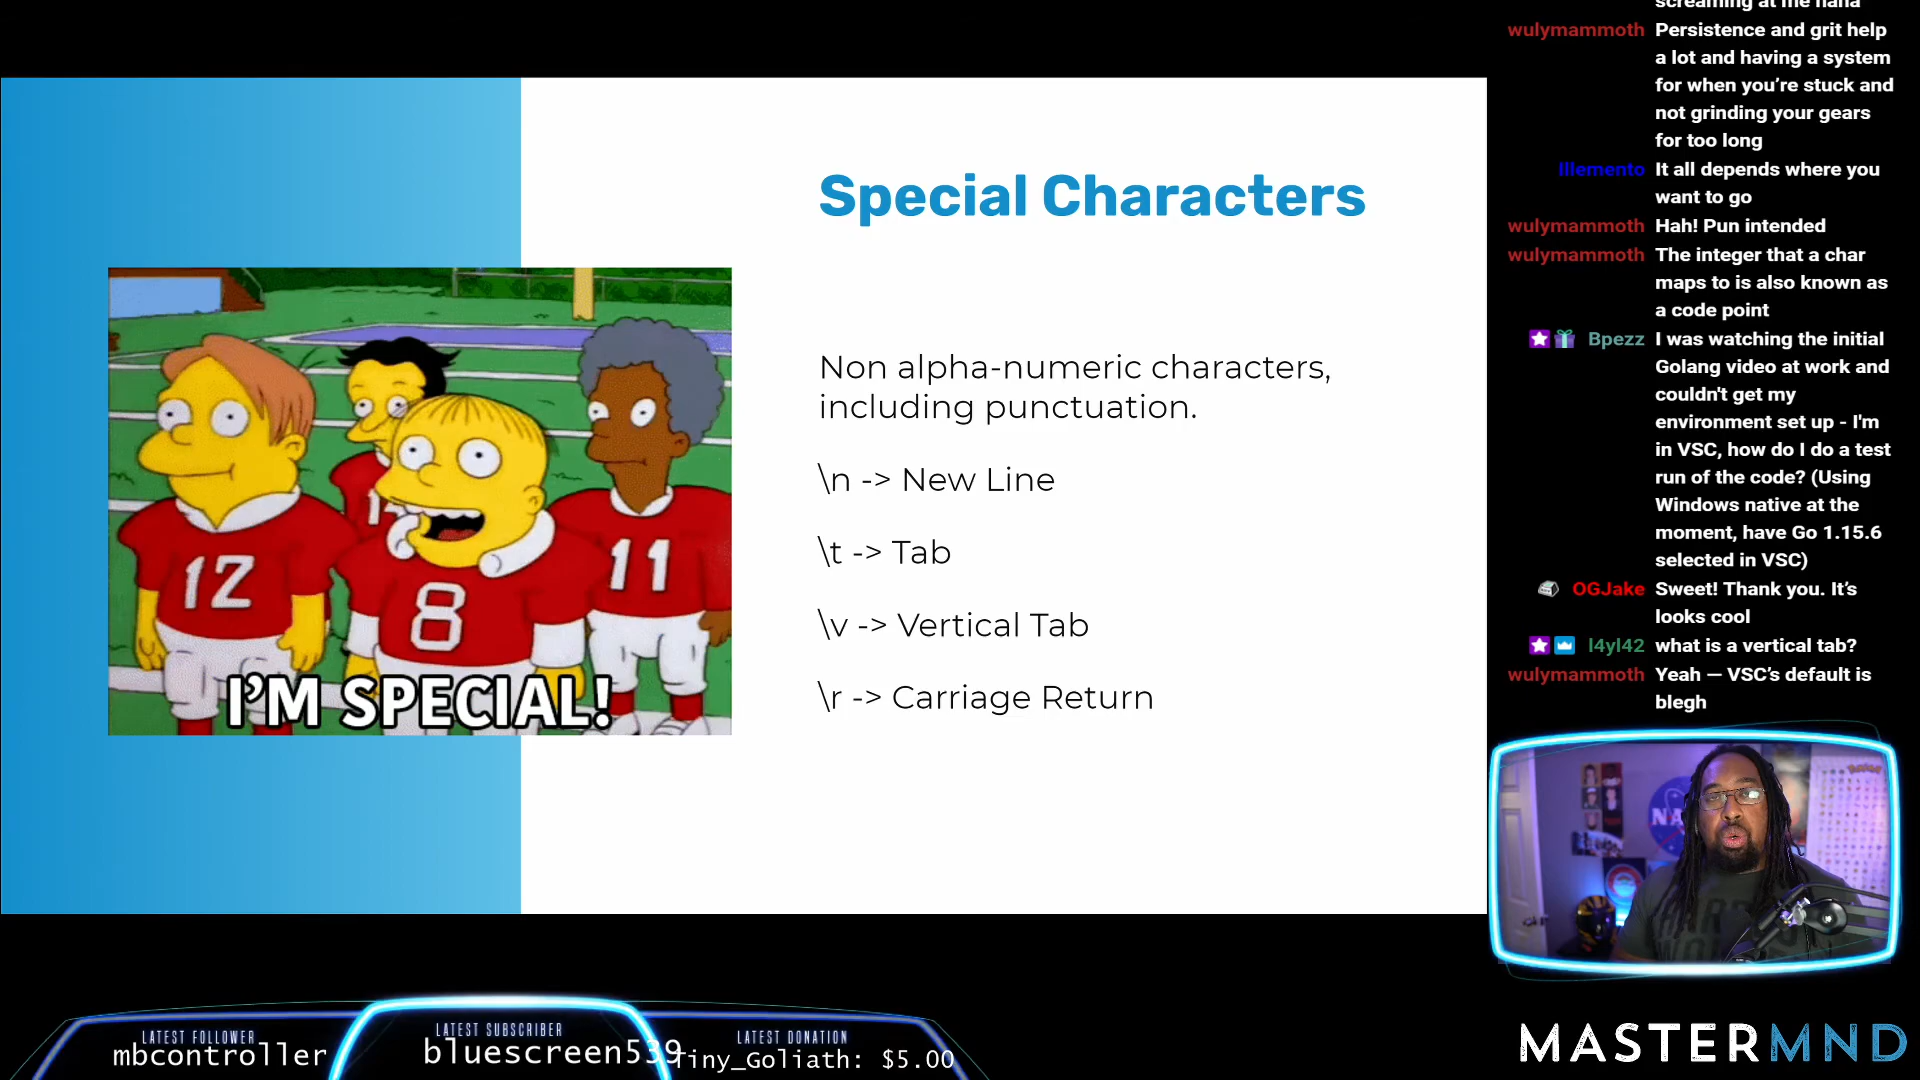 Special Characters
Non alpha-numeric characters,
including punctuation.
\n -> New Line
\t -> Tab
\v -> Vertical Tab
\r -> Carriage Return
12
8
11
I'M SPECIAL!
screaming at me haha
wulymammoth Persistence and grit help
a lot and having a system
for when you're stuck and
not grinding your gears
for too long
It all depends where you
want to go
wulymammoth Hah! Pun intended
wulymammoth The integer that a char
maps to is also known as
a code point
Bpezz I was watching the initial
Golang video at work and
couldn't get my
environment set up - I'm
in VSC, how do I do a test
run of the code? (Using
Windows native at the
moment, have Go 1.15.6
selected in VSC)
OGJake Sweet! Thank you. It's
looks cool
l4yl42 what is a vertical tab?
wulymammoth Yeah — VSC's default is
blegh
NA
LATEST FOLLOWER
mbcontroller
LATEST SUBSCRIBER
bluescreen539
LATEST DONATION
Tiny_Goliath: $5.00
MASTERMND